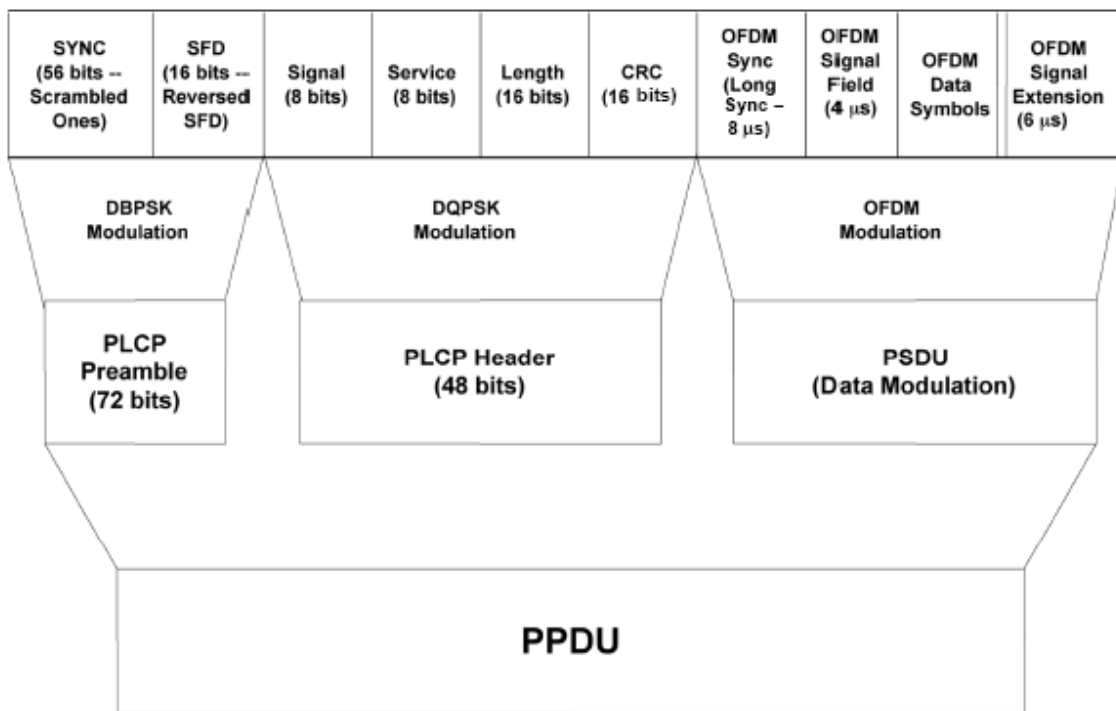 SYNC
(56 bits --
Scrambled
Ones)
SFD
(16 bits --
Reversed
SFD)
Signal
(8 bits)
Service
(8 bits)
Length
(16 bits)
CRC
(16 bits)
OFDM
Sync
(Long
Sync –
8 μs)
OFDM
Signal
Field
(4 μs)
OFDM
Data
Symbols
OFDM
Signal
Extension
(6 μs)
DBPSK
Modulation
DQPSK
Modulation
OFDM
Modulation
PLCP
Preamble
(72 bits)
PLCP Header
(48 bits)
PSDU
(Data Modulation)
PPDU